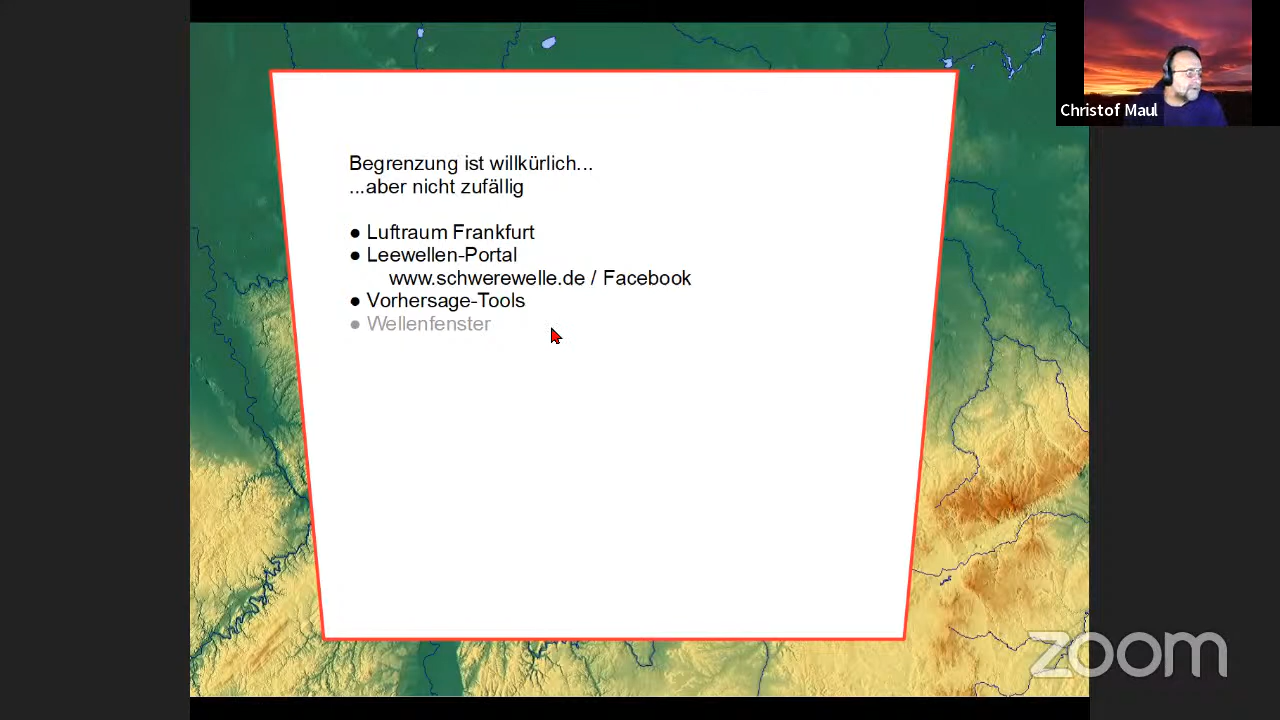 Christof Maul
Begrenzung ist willkürlich...
...aber nicht zufällig
● Luftraum Frankfurt
● Leewellen-Portal
www.schwerewelle.de / Facebook
● Vorhersage-Tools
● Wellenfenster
zoom